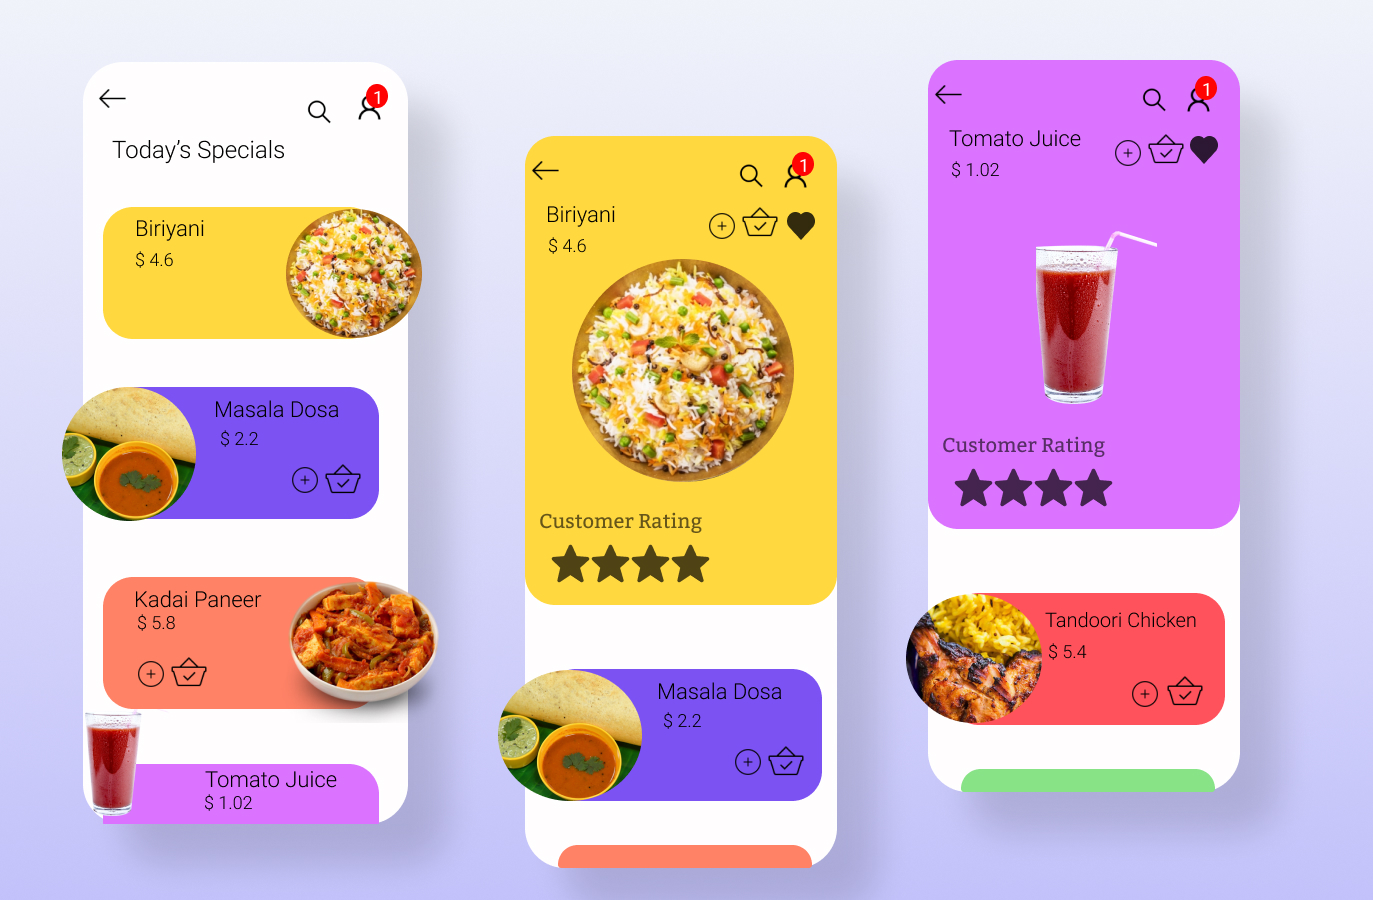 1
Today's Specials
Biriyani
$ 4.6
Masala Dosa
$ 2.2
Kadai Paneer
$ 5.8
Tomato Juice
$ 1.02
1
Biriyani
$ 4.6
Customer Rating
Masala Dosa
$ 2.2
1
Tomato Juice
$ 1.02
Customer Rating
Tandoori Chicken
$ 5.4